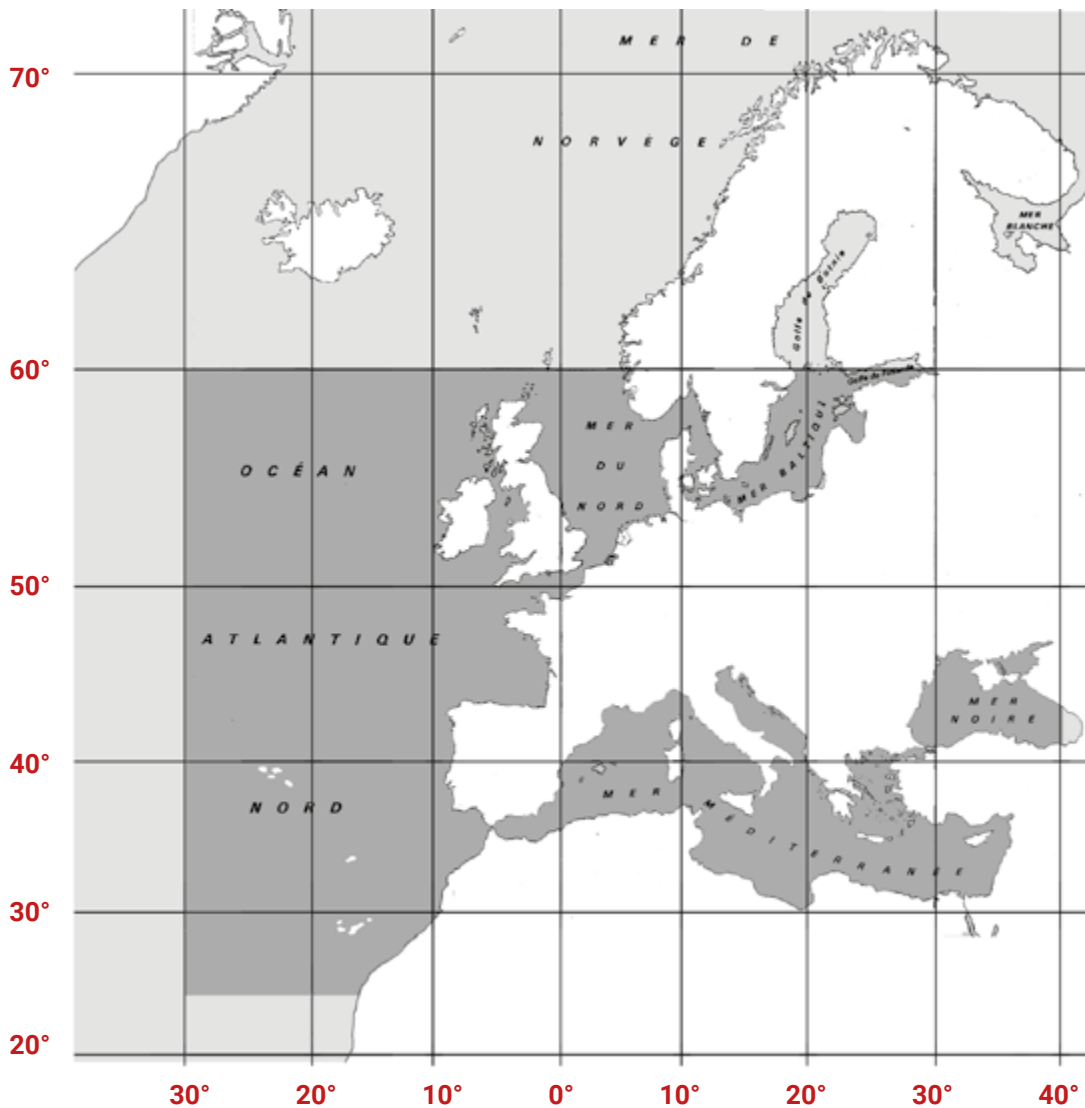 MER DE
70°
NORVÈGE
MER
BLANCHE
Golfe de Botnie
60°
Golfe de Finlande
MER
DU
NORD
MER BALTIQUE
OCÉAN
50°
ATLANTIQUE
MER
NOIRE
40°
NORD
MER
MÉDITERRANÉE
30°
20°
30° 20° 10° 0° 10° 20° 30° 40°